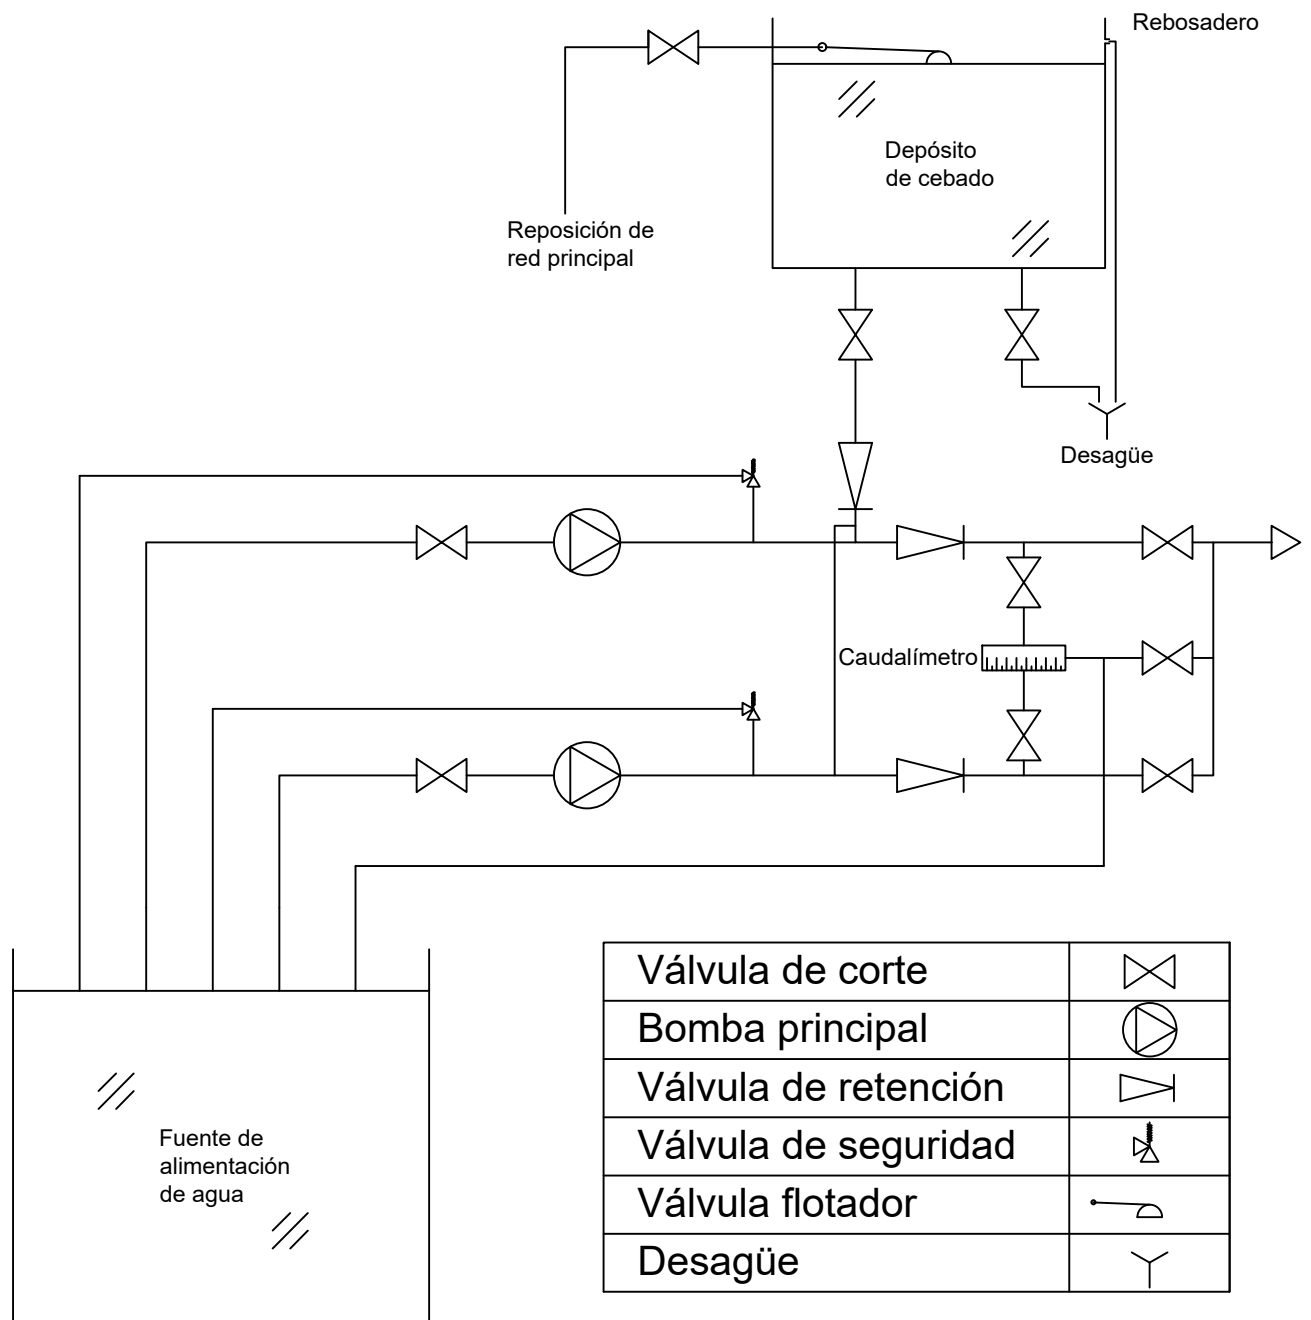 Rebosadero
Depósito
de cebado
Reposición de
red principal
Desagüe
Caudalímetro
Fuente de
alimentación
de agua
Válvula de corte
Bomba principal
Válvula de retención
Válvula de seguridad
Válvula flotador
Desagüe